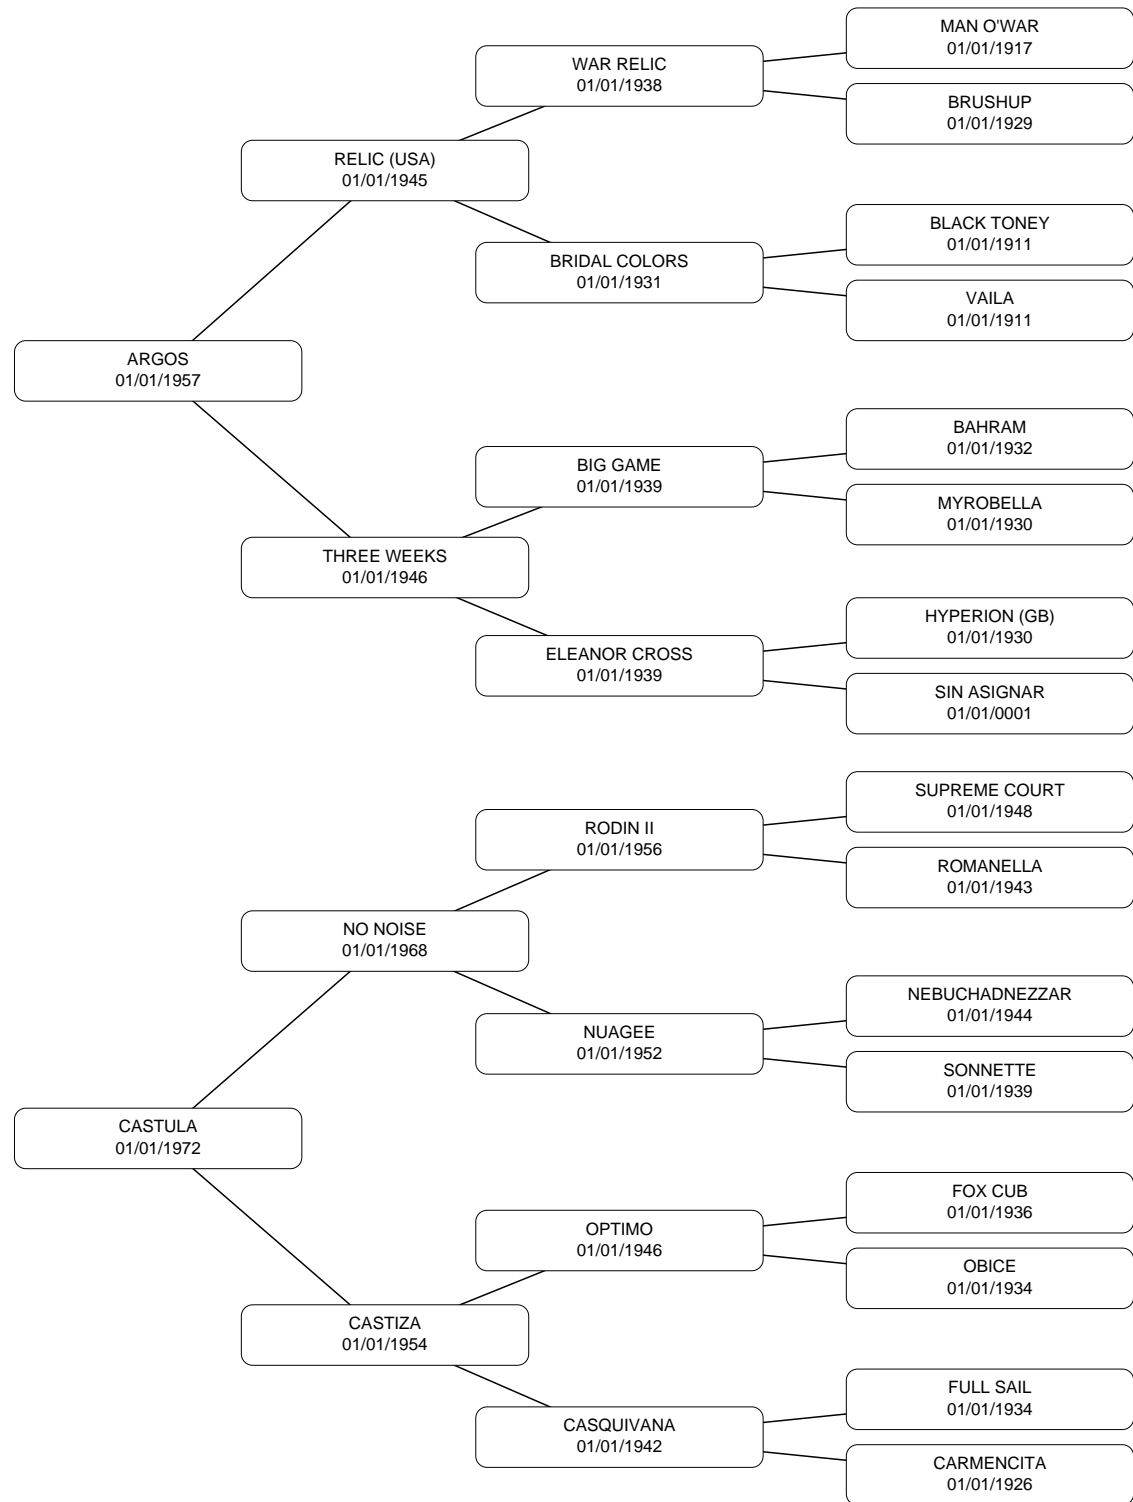 MAN O'WAR
01/01/1917
WAR RELIC
01/01/1938
BRUSHUP
01/01/1929
RELIC (USA)
01/01/1945
BLACK TONEY
01/01/1911
BRIDAL COLORS
01/01/1931
VAILA
01/01/1911
ARGOS
01/01/1957
BAHRAM
01/01/1932
BIG GAME
01/01/1939
MYROBELLA
01/01/1930
THREE WEEKS
01/01/1946
HYPERION (GB)
01/01/1930
ELEANOR CROSS
01/01/1939
SIN ASIGNAR
01/01/0001
SUPREME COURT
01/01/1948
RODIN II
01/01/1956
ROMANELLA
01/01/1943
NO NOISE
01/01/1968
NEBUCHADNEZZAR
01/01/1944
NUAGEE
01/01/1952
SONNETTE
01/01/1939
CASTULA
01/01/1972
FOX CUB
01/01/1936
OPTIMO
01/01/1946
OBICE
01/01/1934
CASTIZA
01/01/1954
FULL SAIL
01/01/1934
CASQUIVANA
01/01/1942
CARMENCITA
01/01/1926